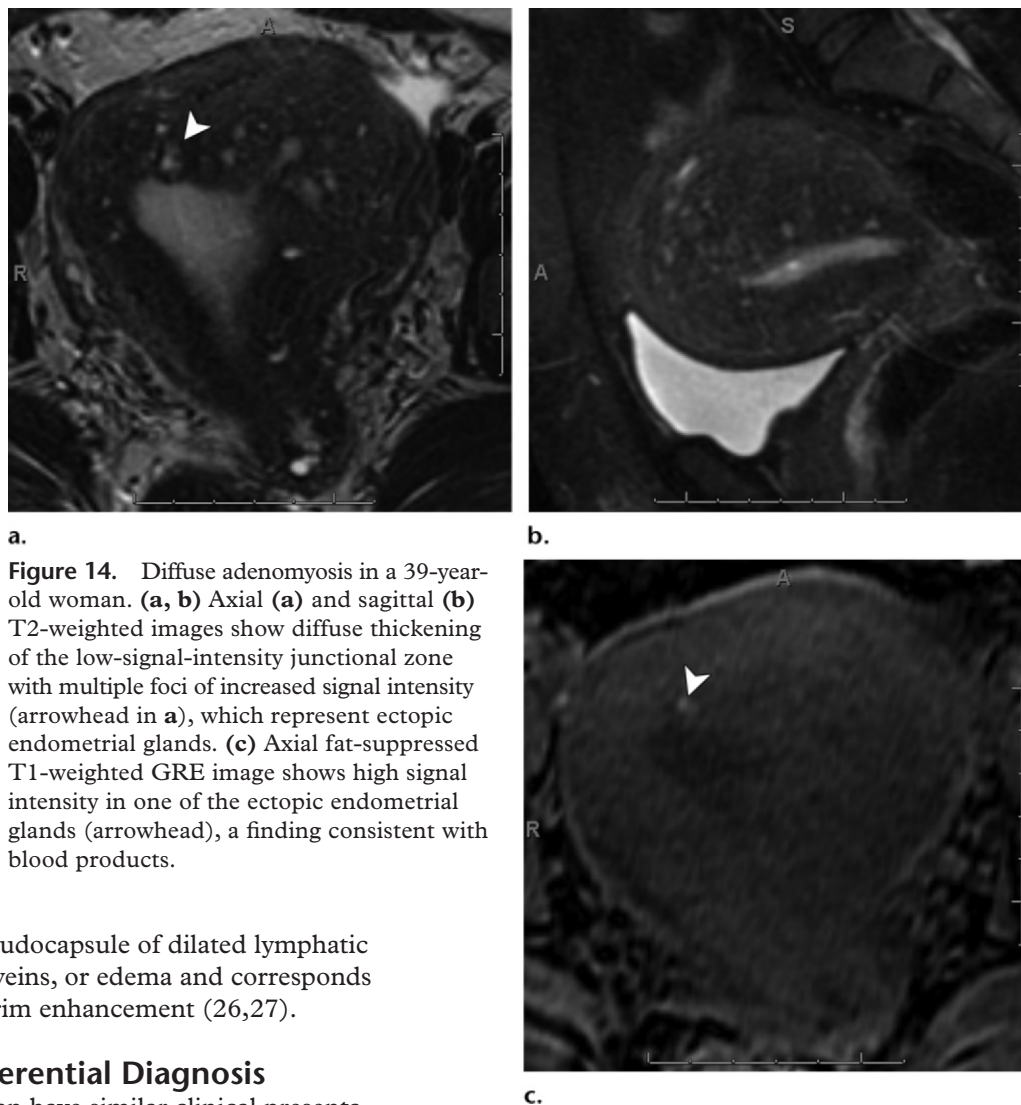 A
R
a.
S
A
b.
Figure 14. Diffuse adenomyosis in a 39-year-
old woman. (a, b) Axial (a) and sagittal (b)
T2-weighted images show diffuse thickening
of the low-signal-intensity junctional zone
with multiple foci of increased signal intensity
(arrowhead in a), which represent ectopic
endometrial glands. (c) Axial fat-suppressed
T1-weighted GRE image shows high signal
intensity in one of the ectopic endometrial
glands (arrowhead), a finding consistent with
blood products.
A
R
c.
udocapsule of dilated lymphatic
veins, or edema and corresponds
rim enhancement (26,27).
erential Diagnosis